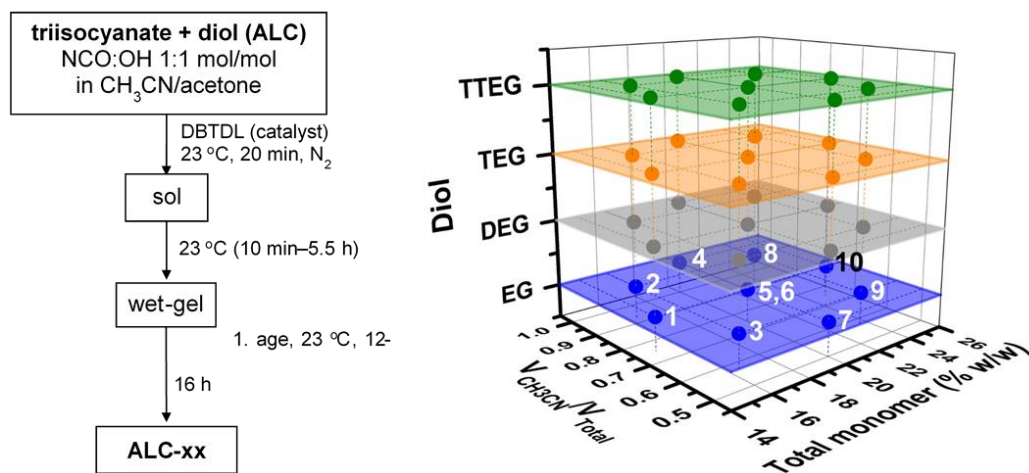 triisocyanate + diol (ALC)
NCO:OH 1:1 mol/mol
in CH₃CN/acetone
DBTDL (catalyst)
23 °C, 20 min, N₂
sol
23 °C (10 min–5.5 h)
wet-gel
1. age, 23 °C, 12-
16 h
ALC-xx
Diol
TTEG
TEG
DEG
EG
1
2
3
4
5,6
7
8
9
10
1.0
0.9
0.8
0.7
0.6
0.5
V_CH3CN/V_Total
14
16
18
20
22
24
26
Total monomer (% w/w)